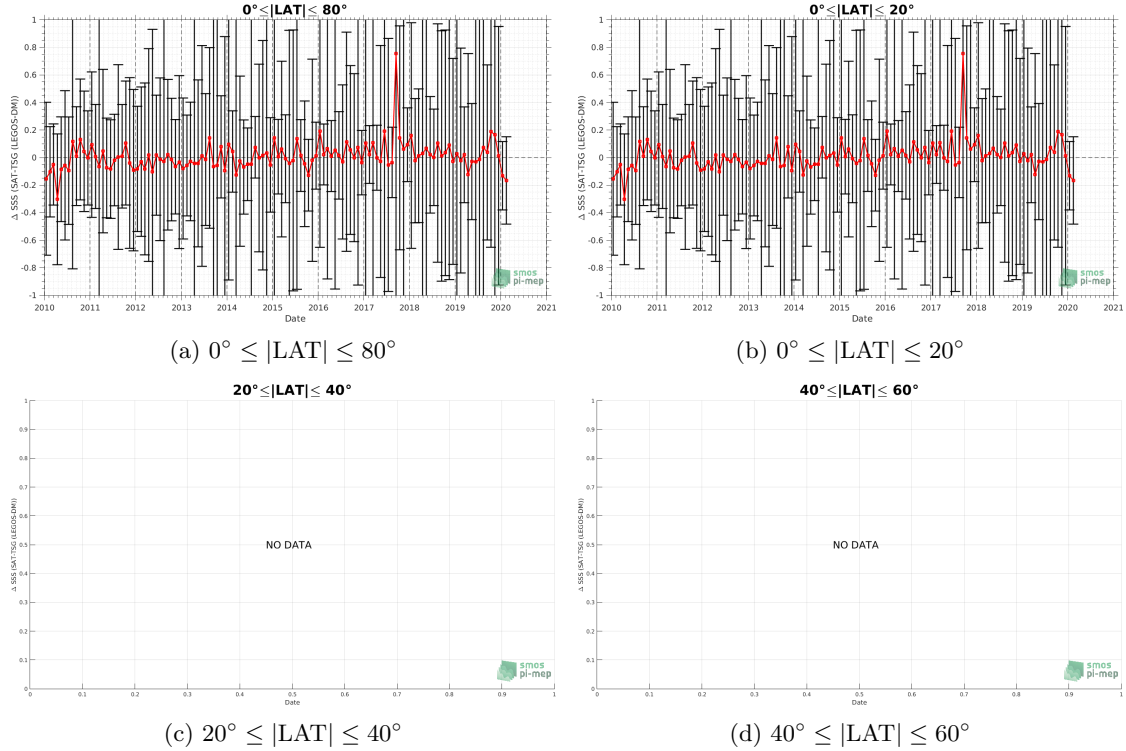 0°≤|LAT|≤ 80°
Δ SSS (SAT-TSG (LEGOS-DM))
1
0.8
0.6
0.4
0.2
0
-0.2
-0.4
-0.6
-0.8
-1
2010 2011 2012 2013 2014 2015 2016 2017 2018 2019 2020 2021
Date
smos
pi-mep
(a) 0° ≤ |LAT| ≤ 80°
0°≤|LAT|≤ 20°
Δ SSS (SAT-TSG (LEGOS-DM))
1
0.8
0.6
0.4
0.2
0
-0.2
-0.4
-0.6
-0.8
-1
2010 2011 2012 2013 2014 2015 2016 2017 2018 2019 2020 2021
Date
smos
pi-mep
(b) 0° ≤ |LAT| ≤ 20°
20°≤|LAT|≤ 40°
Δ SSS (SAT-TSG (LEGOS-DM))
1
0.9
0.8
0.7
0.6
0.5
0.4
0.3
0.2
0.1
0
NO DATA
0 0.1 0.2 0.3 0.4 0.5 0.6 0.7 0.8 0.9 1
Date
smos
pi-mep
(c) 20° ≤ |LAT| ≤ 40°
40°≤|LAT|≤ 60°
Δ SSS (SAT-TSG (LEGOS-DM))
1
0.9
0.8
0.7
0.6
0.5
0.4
0.3
0.2
0.1
0
NO DATA
0 0.1 0.2 0.3 0.4 0.5 0.6 0.7 0.8 0.9 1
Date
smos
pi-mep
(d) 40° ≤ |LAT| ≤ 60°